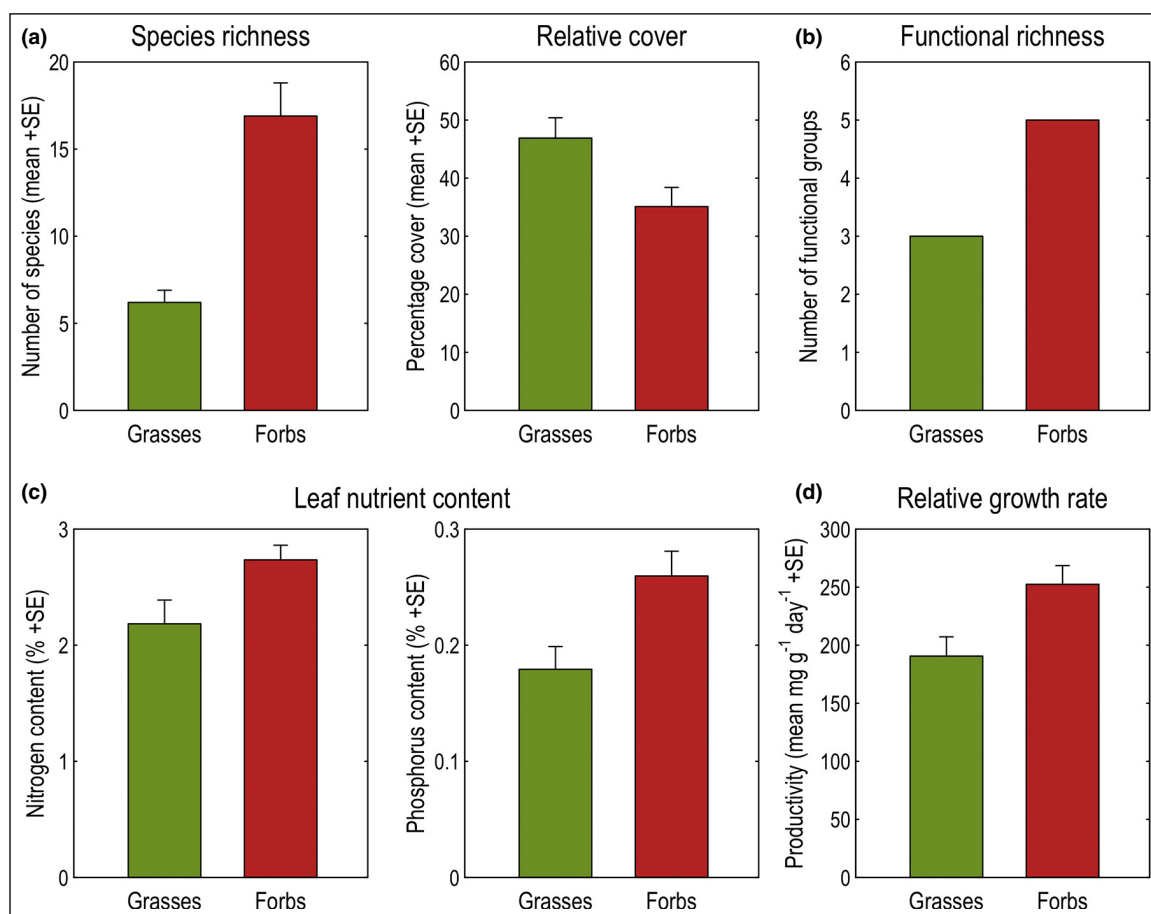 (a)
Species richness
Number of species (mean +SE)
20
15
10
5
0
Grasses
Forbs
Relative cover
Percentage cover (mean +SE)
60
50
40
30
20
10
0
Grasses
Forbs
(b)
Functional richness
Number of functional groups
6
5
4
3
2
1
0
Grasses
Forbs
(c)
Leaf nutrient content
Nitrogen content (% +SE)
3
2
1
0
Grasses
Forbs
Phosphorus content (% +SE)
0.3
0.2
0.1
0
Grasses
Forbs
(d)
Relative growth rate
Productivity (mean mg g⁻¹ day⁻¹ +SE)
300
250
200
150
100
50
0
Grasses
Forbs